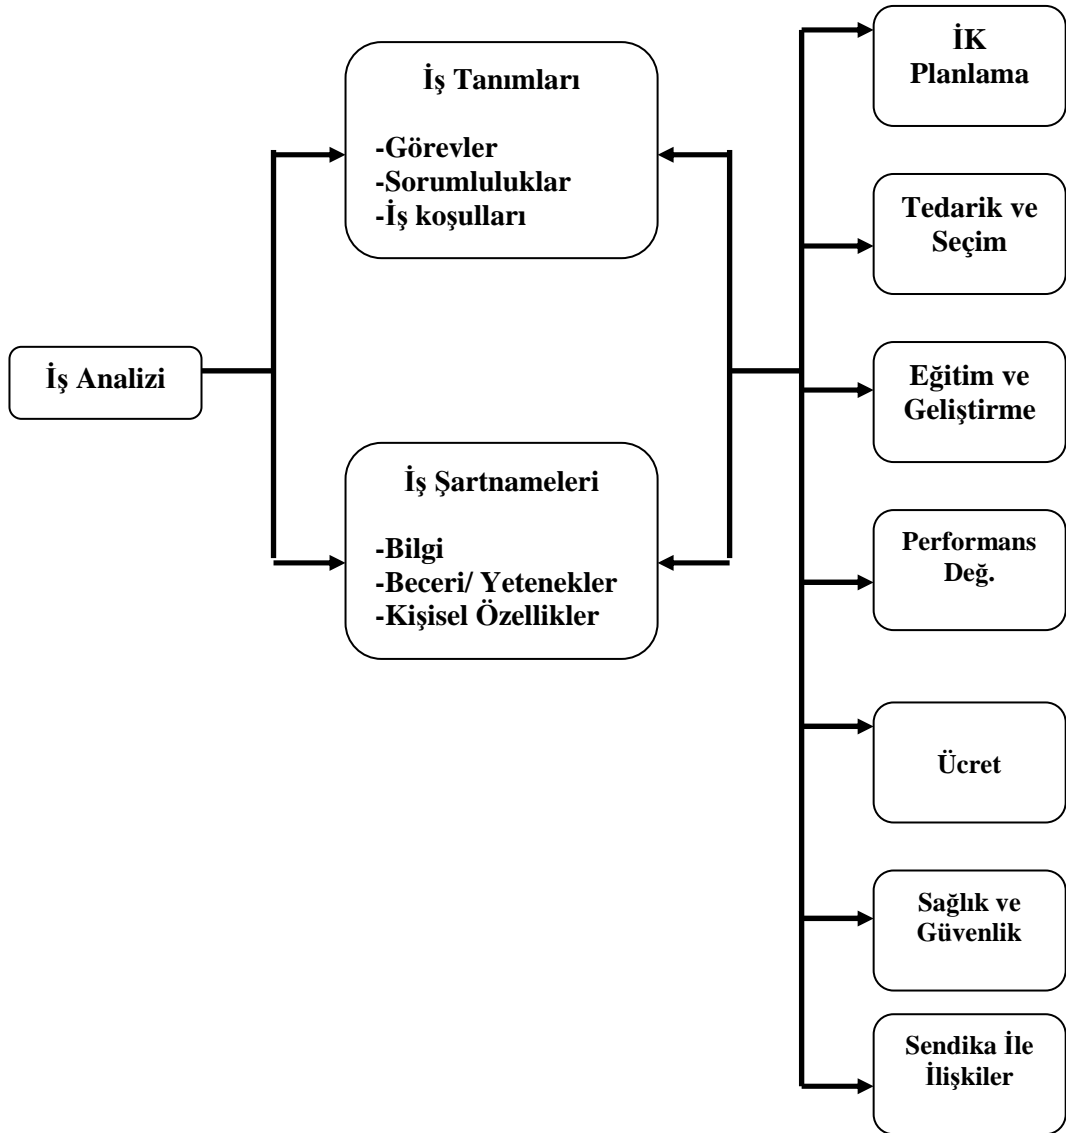 İş Analizi
İş Tanımları
-Görevler
-Sorumluluklar
-İş koşulları
İş Şartnameleri
-Bilgi
-Beceri/ Yetenekler
-Kişisel Özellikler
İK
Planlama
Tedarik ve
Seçim
Eğitim ve
Geliştirme
Performans
Değ.
Ücret
Sağlık ve
Güvenlik
Sendika İle
İlişkiler